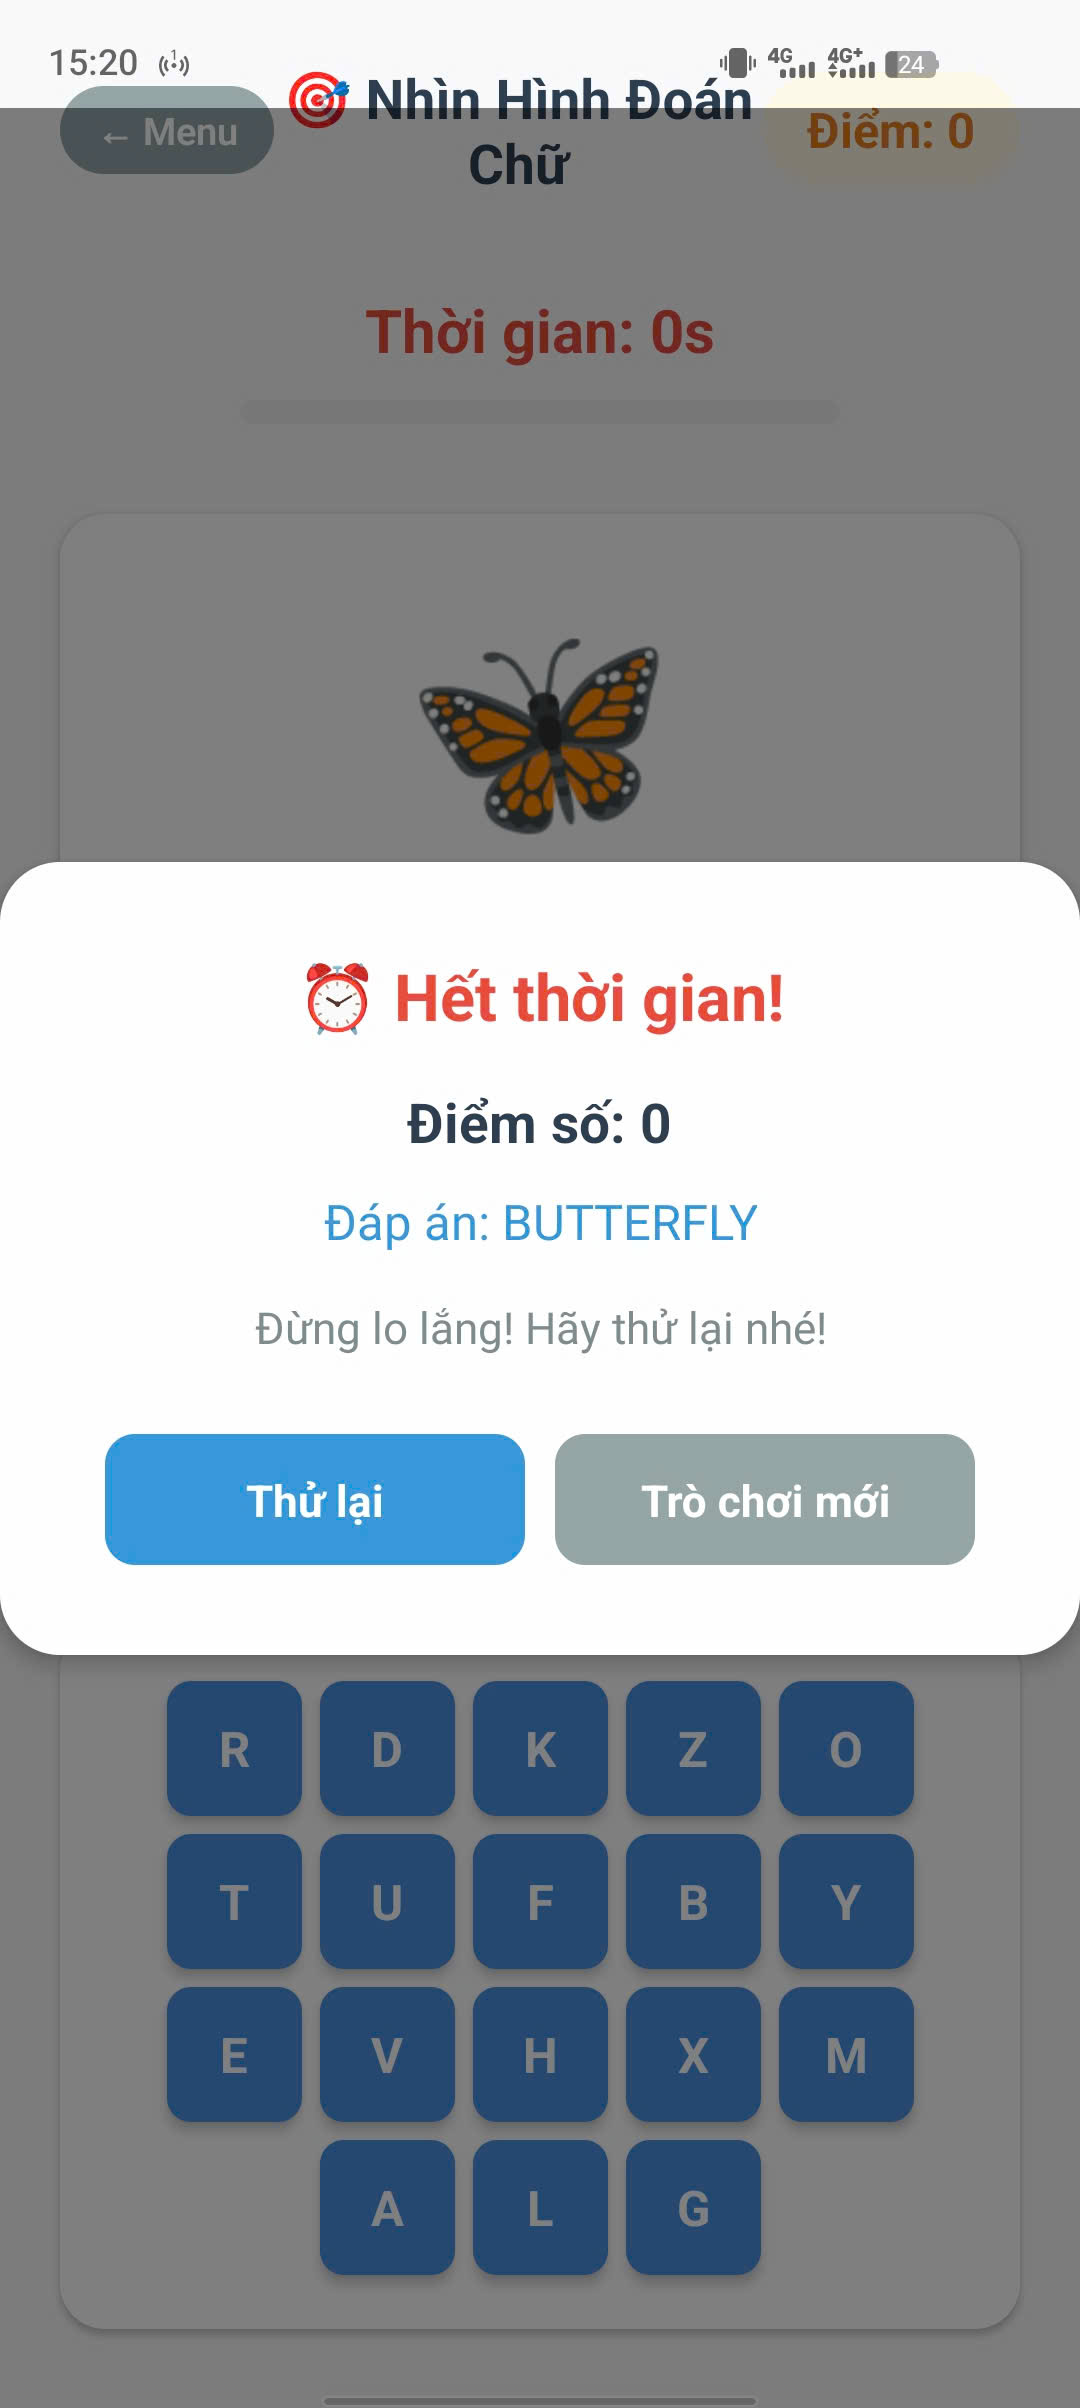 15:20 1 4G 4G+ 24
← Menu
🎯 Nhìn Hình Đoán
Chữ
Điểm: 0
Thời gian: 0s
⏰ Hết thời gian!
Điểm số: 0
Đáp án: BUTTERFLY
Đừng lo lắng! Hãy thử lại nhé!
Thử lại Trò chơi mới
R D K Z O
T U F B Y
E V H X M
A L G